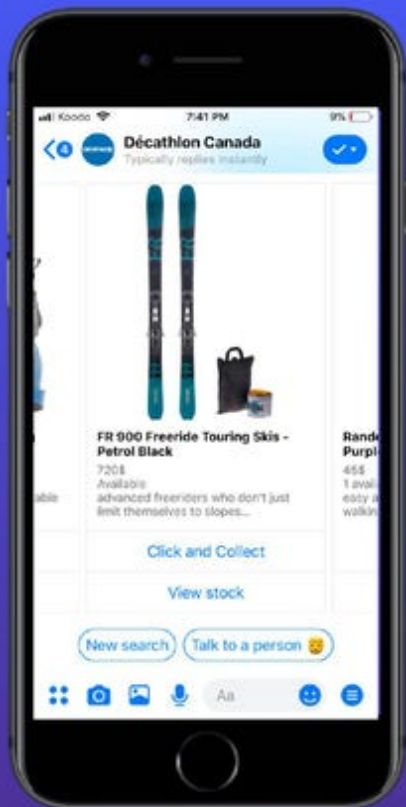 Koodo
7:41 PM
9%
4
Décathlon Canada
Typically replies instantly
FR 900 Freeride Touring Skis -
Petrol Black
720$
Available
advanced freeriders who don't just
limit themselves to slopes...
able
Rando
Purpl
45$
1 avail
easy a
walkin
Click and Collect
View stock
New search
Talk to a person
Aa